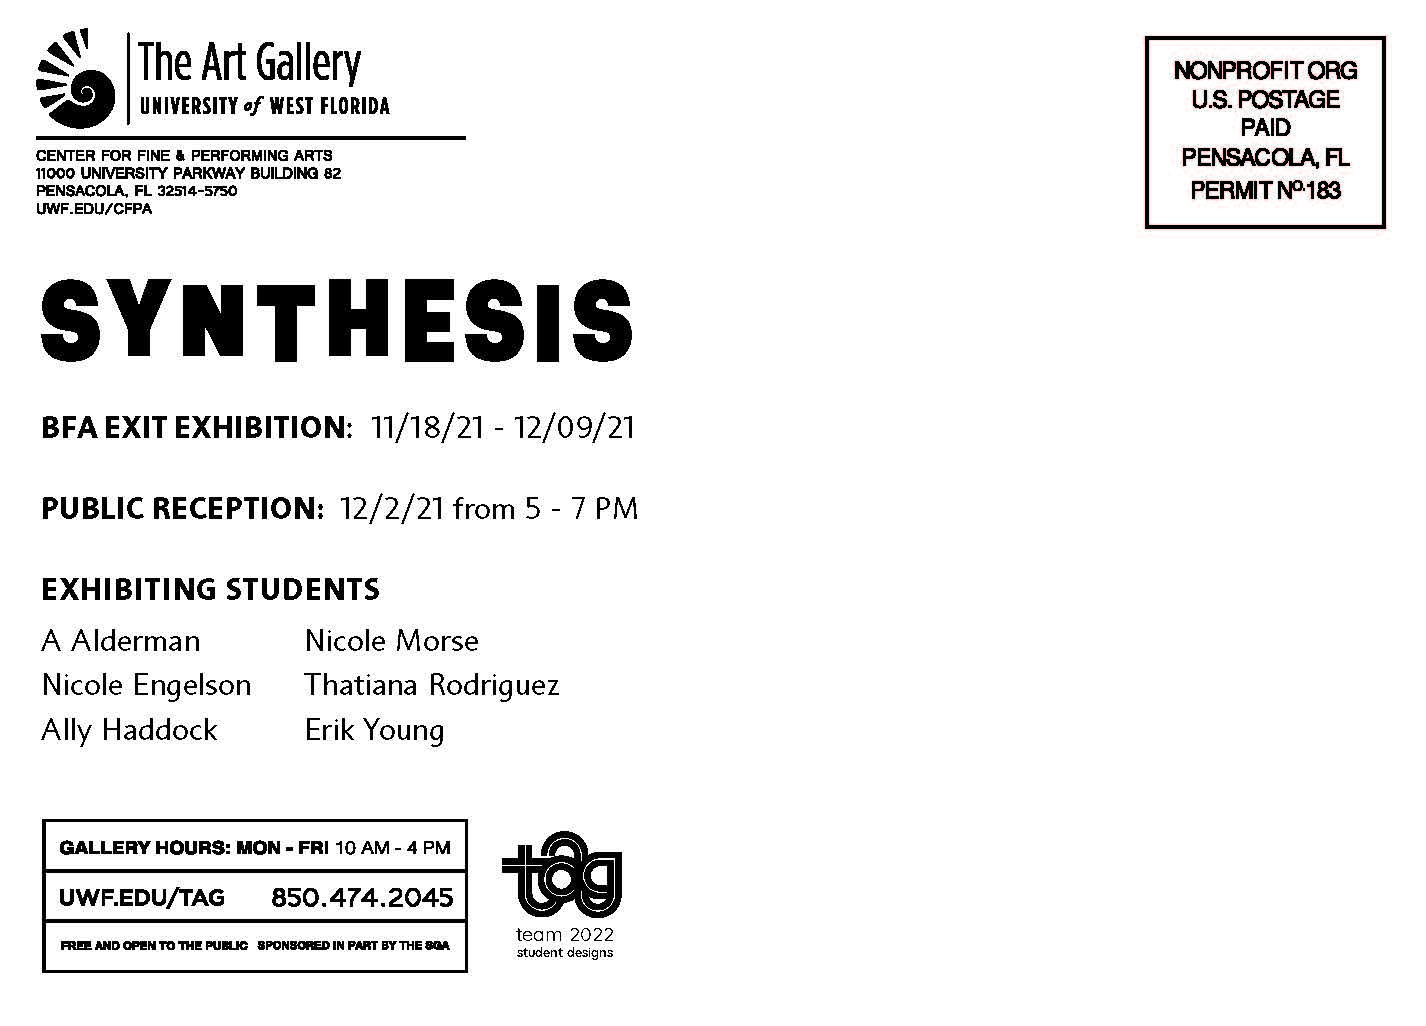 The Art Gallery
UNIVERSITY of WEST FLORIDA
CENTER FOR FINE & PERFORMING ARTS
11000 UNIVERSITY PARKWAY BUILDING 82
PENSACOLA, FL 32514-5750
UWF.EDU/CFPA
NONPROFIT ORG
U.S. POSTAGE
PAID
PENSACOLA, FL
PERMIT Nº.183
SYNTHESIS
BFA EXIT EXHIBITION: 11/18/21 - 12/09/21
PUBLIC RECEPTION: 12/2/21 from 5 - 7 PM
EXHIBITING STUDENTS
A Alderman
Nicole Engelson
Ally Haddock
Nicole Morse
Thatiana Rodriguez
Erik Young
GALLERY HOURS: MON - FRI 10 AM - 4 PM
UWF.EDU/TAG 850.474.2045
FREE AND OPEN TO THE PUBLIC SPONSORED IN PART BY THE SGA
tag
team 2022
student designs